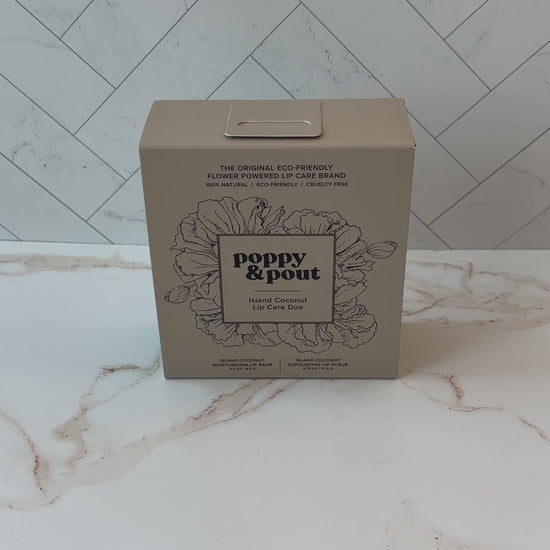 THE ORIGINAL ECO-FRIENDLY
FLOWER POWERED LIP CARE BRAND
100% NATURAL | ECO-FRIENDLY | CRUELTY FREE
poppy
&pout
Island Coconut
Lip Care Duo
ISLAND COCONUT
MOISTURIZING LIP BALM
ISLAND COCONUT
EXFOLIATING LIP SCRUB